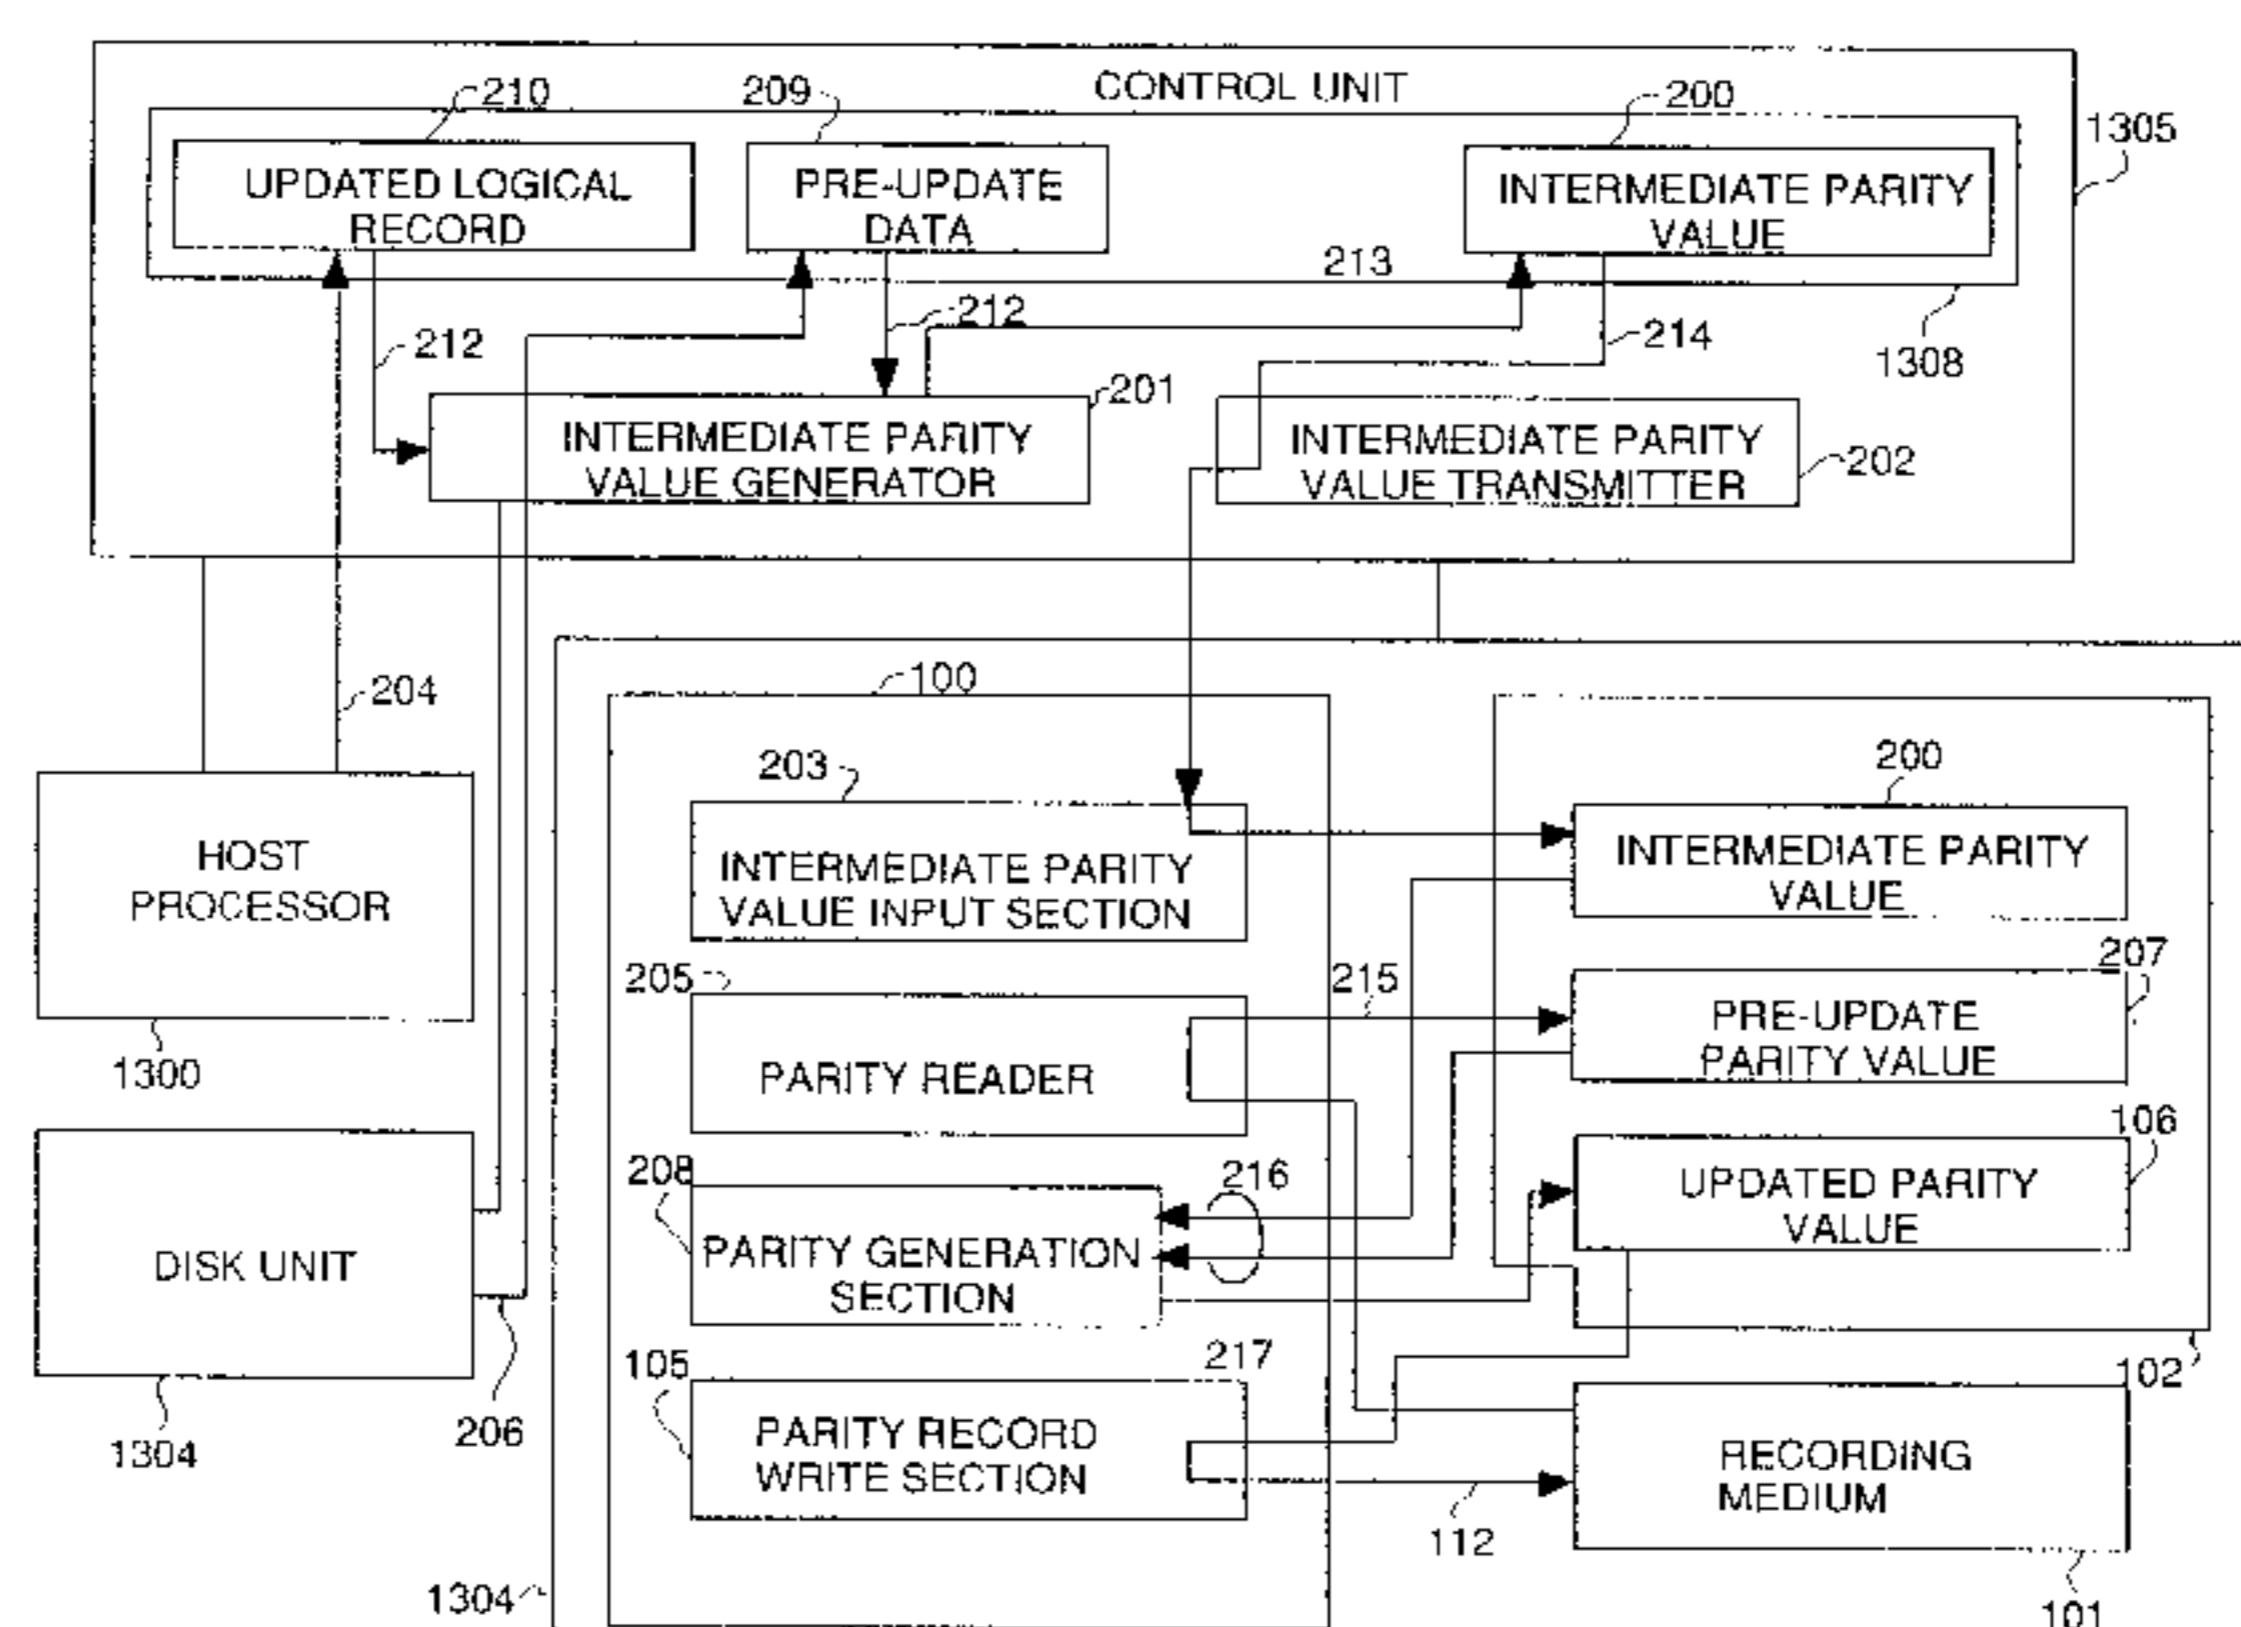 CONTROL UNIT
210
209
200
1305
UPDATED LOGICAL
RECORD
PRE-UPDATE
DATA
INTERMEDIATE PARITY
VALUE
213
212
212
214
1308
201
INTERMEDIATE PARITY
VALUE GENERATOR
INTERMEDIATE PARITY
VALUE TRANSMITTER
202
204
100
203
200
HOST
PROCESSOR
INTERMEDIATE PARITY
VALUE INPUT SECTION
INTERMEDIATE PARITY
VALUE
205
215
207
1300
PARITY READER
PRE-UPDATE
PARITY VALUE
106
208
216
DISK UNIT
PARITY GENERATION
SECTION
UPDATED PARITY
VALUE
105
217
102
1304
206
PARITY RECORD
WRITE SECTION
RECORDING
MEDIUM
112
1304
101